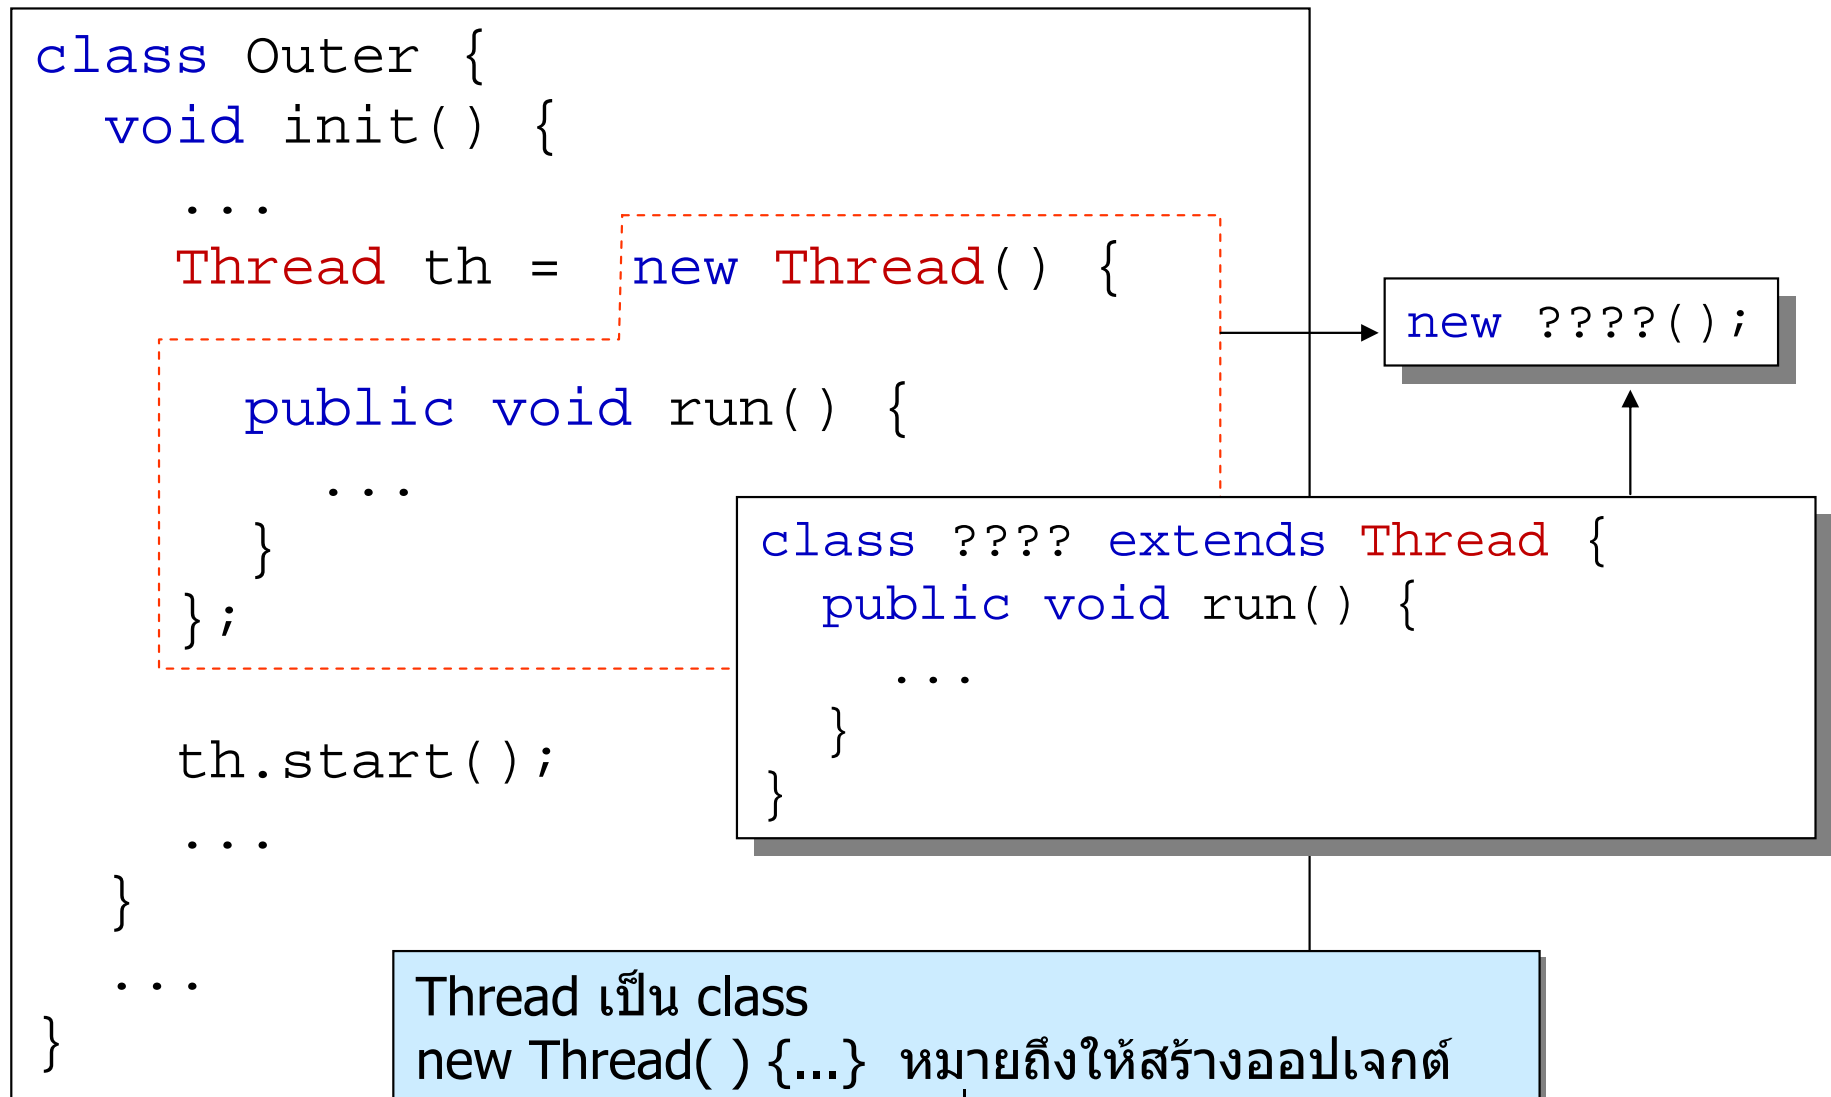 class Outer {
void init() {
...
Thread th = new Thread() {
public void run() {
...
}
};
th.start();
...
}
...
}
new ????();
class ???? extends Thread {
public void run() {
...
}
}
Thread เป็น class
new Thread( ) {...} หมายถึงให้สร้างออปเจกต์